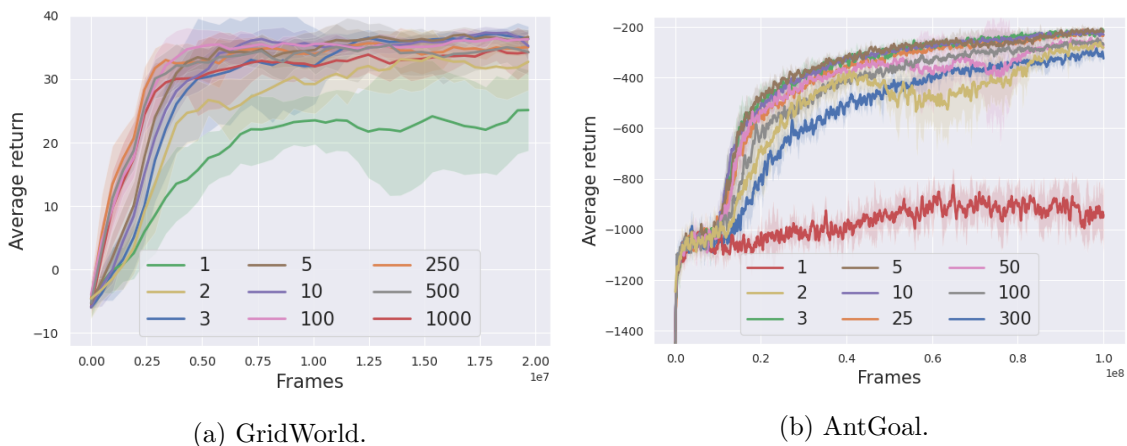 40
30
20
10
0
−10
Average return
1 5 250
2 10 500
3 100 1000
0.00 0.25 0.50 0.75 1.00 1.25 1.50 1.75 2.00
1e7
Frames
(a) GridWorld.
−200
−400
−600
−800
−1000
−1200
−1400
Average return
1 5 50
2 10 100
3 25 300
0.0 0.2 0.4 0.6 0.8 1.0
1e8
Frames
(b) AntGoal.